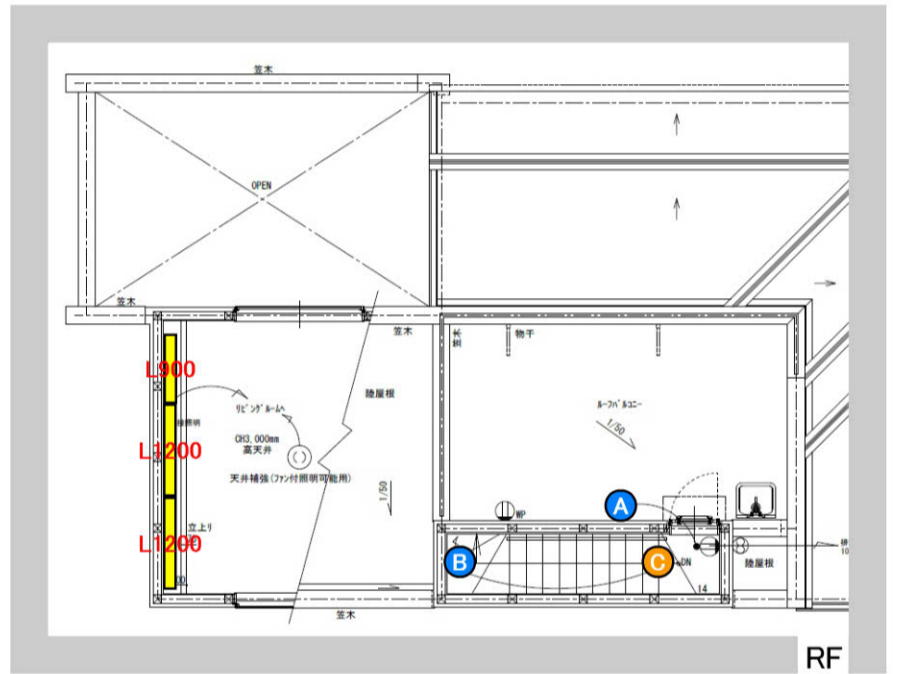 笠木
OPEN
笠木
笠木
笠木
物干
L900
リビングルームへ
陸屋根
ルーフバルコニー
1/50
CH3,000mm
高天井
L1200
天井補強(ファン付照明可能用)
1/50
A
WP
立上り
L1200
B
C
DN
陸屋根
14
笠木
RF